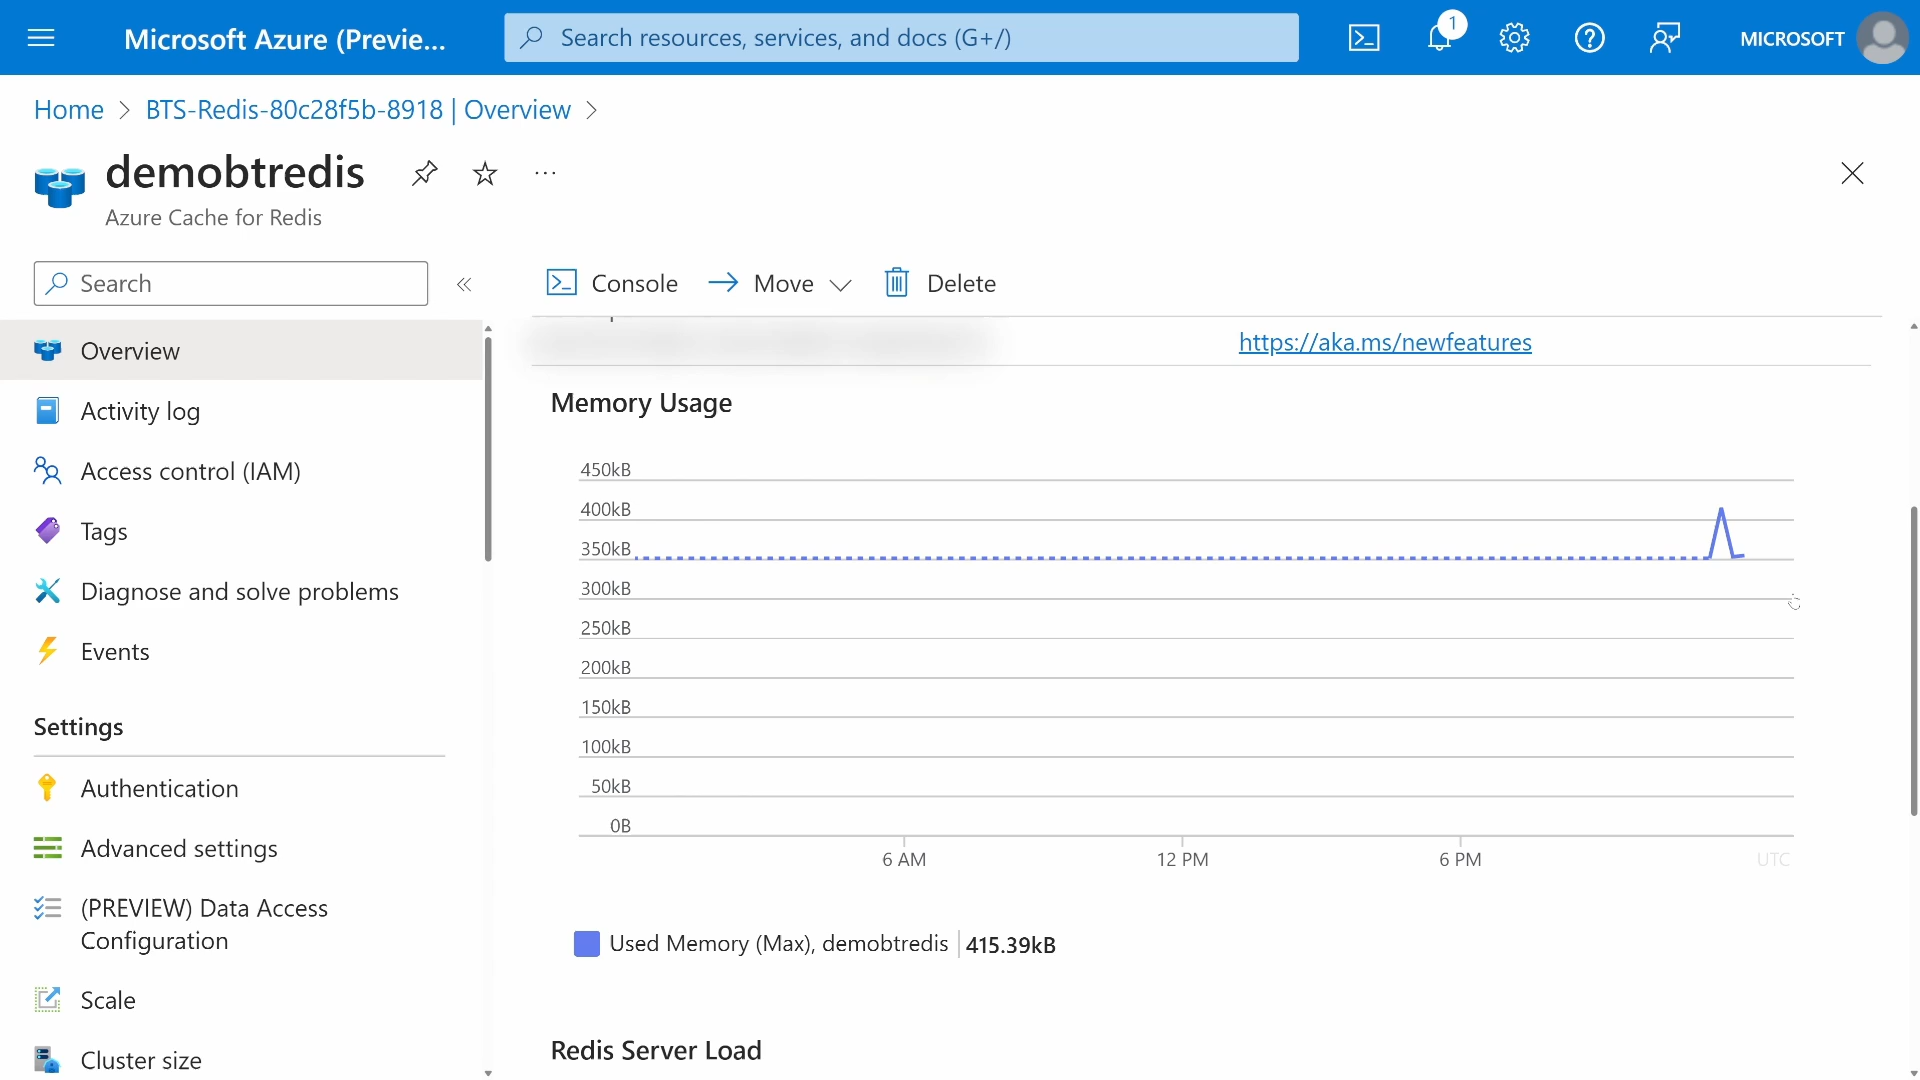 Microsoft Azure (Previe...
Search resources, services, and docs (G+/)
1
MICROSOFT
Home > BTS-Redis-80c28f5b-8918 | Overview >
demobtredis
Azure Cache for Redis
Search
Console
Move
Delete
Overview
Activity log
Access control (IAM)
Tags
Diagnose and solve problems
Events
Settings
Authentication
Advanced settings
(PREVIEW) Data Access
Configuration
Scale
Cluster size
https://aka.ms/newfeatures
Memory Usage
450kB
400kB
350kB
300kB
250kB
200kB
150kB
100kB
50kB
0B
6 AM
12 PM
6 PM
UTC
Used Memory (Max), demobtredis
415.39kB
Redis Server Load